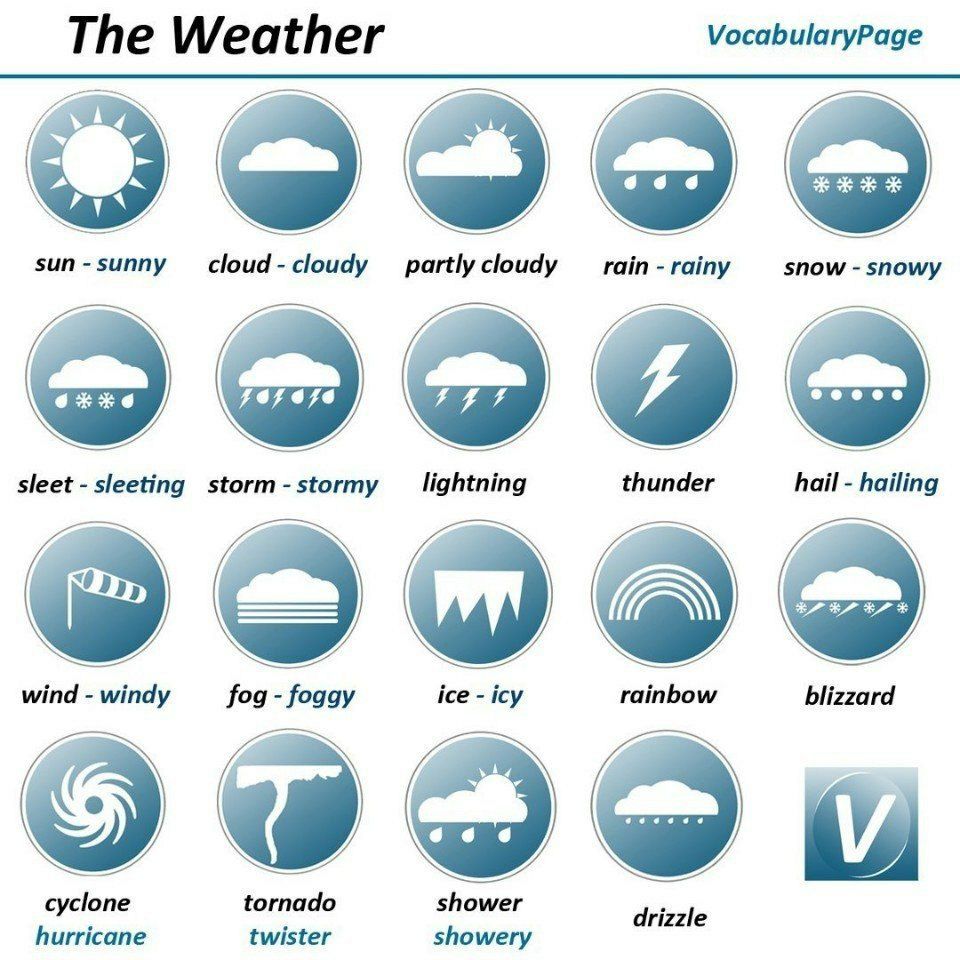 The Weather
VocabularyPage
sun - sunny
cloud - cloudy
partly cloudy
rain - rainy
snow - snowy
sleet - sleeting
storm - stormy
lightning
thunder
hail - hailing
wind - windy
fog - foggy
ice - icy
rainbow
blizzard
cyclone
hurricane
tornado
twister
shower
showery
drizzle
V